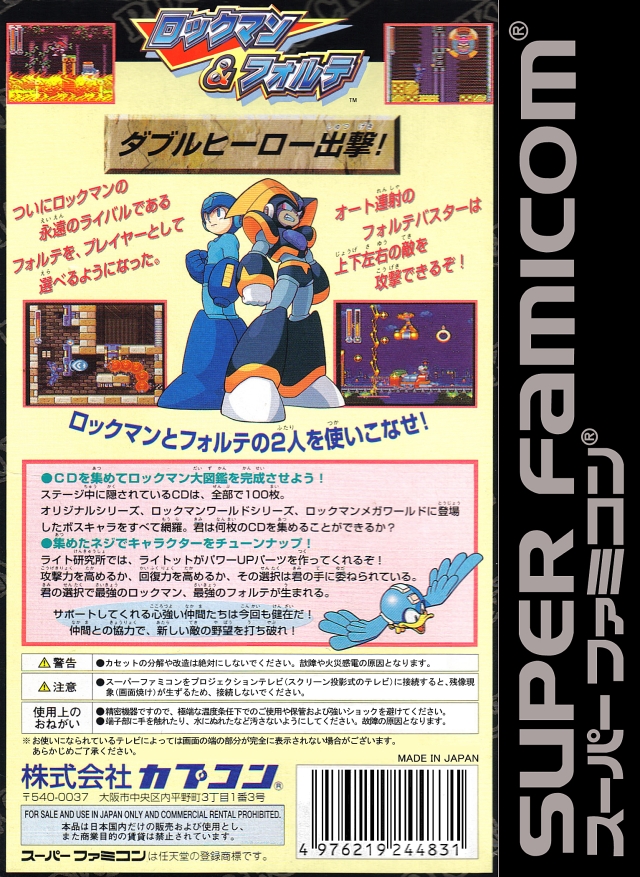 ロックマン
&フォルテ
TM
ダブルヒーロー出撃!
ついにロックマンの
永遠のライバルである
フォルテを、プレイヤーとして
選べるようになった。
オート連射の
フォルテバスターは
上下左右の敵を
攻撃できるぞ!
ロックマンとフォルテの2人を使いこなせ!
●CDを集めてロックマン大図鑑を完成させよう!
ステージ中に隠されているCDは、全部で100枚。
オリジナルシリーズ、ロックマンワールドシリーズ、ロックマンメガワールドに登場
したボスキャラをすべて網羅。君は何枚のCDを集めることができるか?
●集めたネジでキャラクターをチューンナップ!
ライト研究所では、ライットがパワーUPパーツを作ってくれるぞ!
攻撃力を高めるか、回復力を高めるか、その選択は君の手に委ねられている。
君の選択で最強のロックマン、最強のフォルテが生まれる。
サポートしてくれる心強い仲間たちは今回も健在だ!
仲間との協力で、新しい敵の野望を打ち破れ!
⚠警告 ●カセットの分解や改造は絶対にしないでください。故障や火災感電の原因となります。
⚠注意 ●スーパーファミコンをプロジェクションテレビ(スクリーン投影式のテレビ)に接続すると、残像現
象(画面焼け)が生ずるため、接続しないでください。
使用上の
おねがい
●精密機器ですので、極端な温度条件下でのご使用や保管および強いショックを避けてください。
●端子部に手を触れたり、水にぬれたなど汚さないようにしてください。故障の原因となります。
※お使いになられているテレビによっては画面の端の部分が完全に表示されない場合がございます。
あらかじめご了承ください。
MADE IN JAPAN
株式会社カプコン®
〒540-0037 大阪市中央区内平野町3丁目1番3号
FOR SALE AND USE IN JAPAN ONLY AND COMMERCIAL RENTAL PROHIBITED.
本品は日本国内だけの販売および使用とし、
また商業目的の賃貸は禁止されています。
スーパーファミコンは任天堂の登録商標です。
4 976219 244831
SUPER Famicom®
スーパーファミコン®